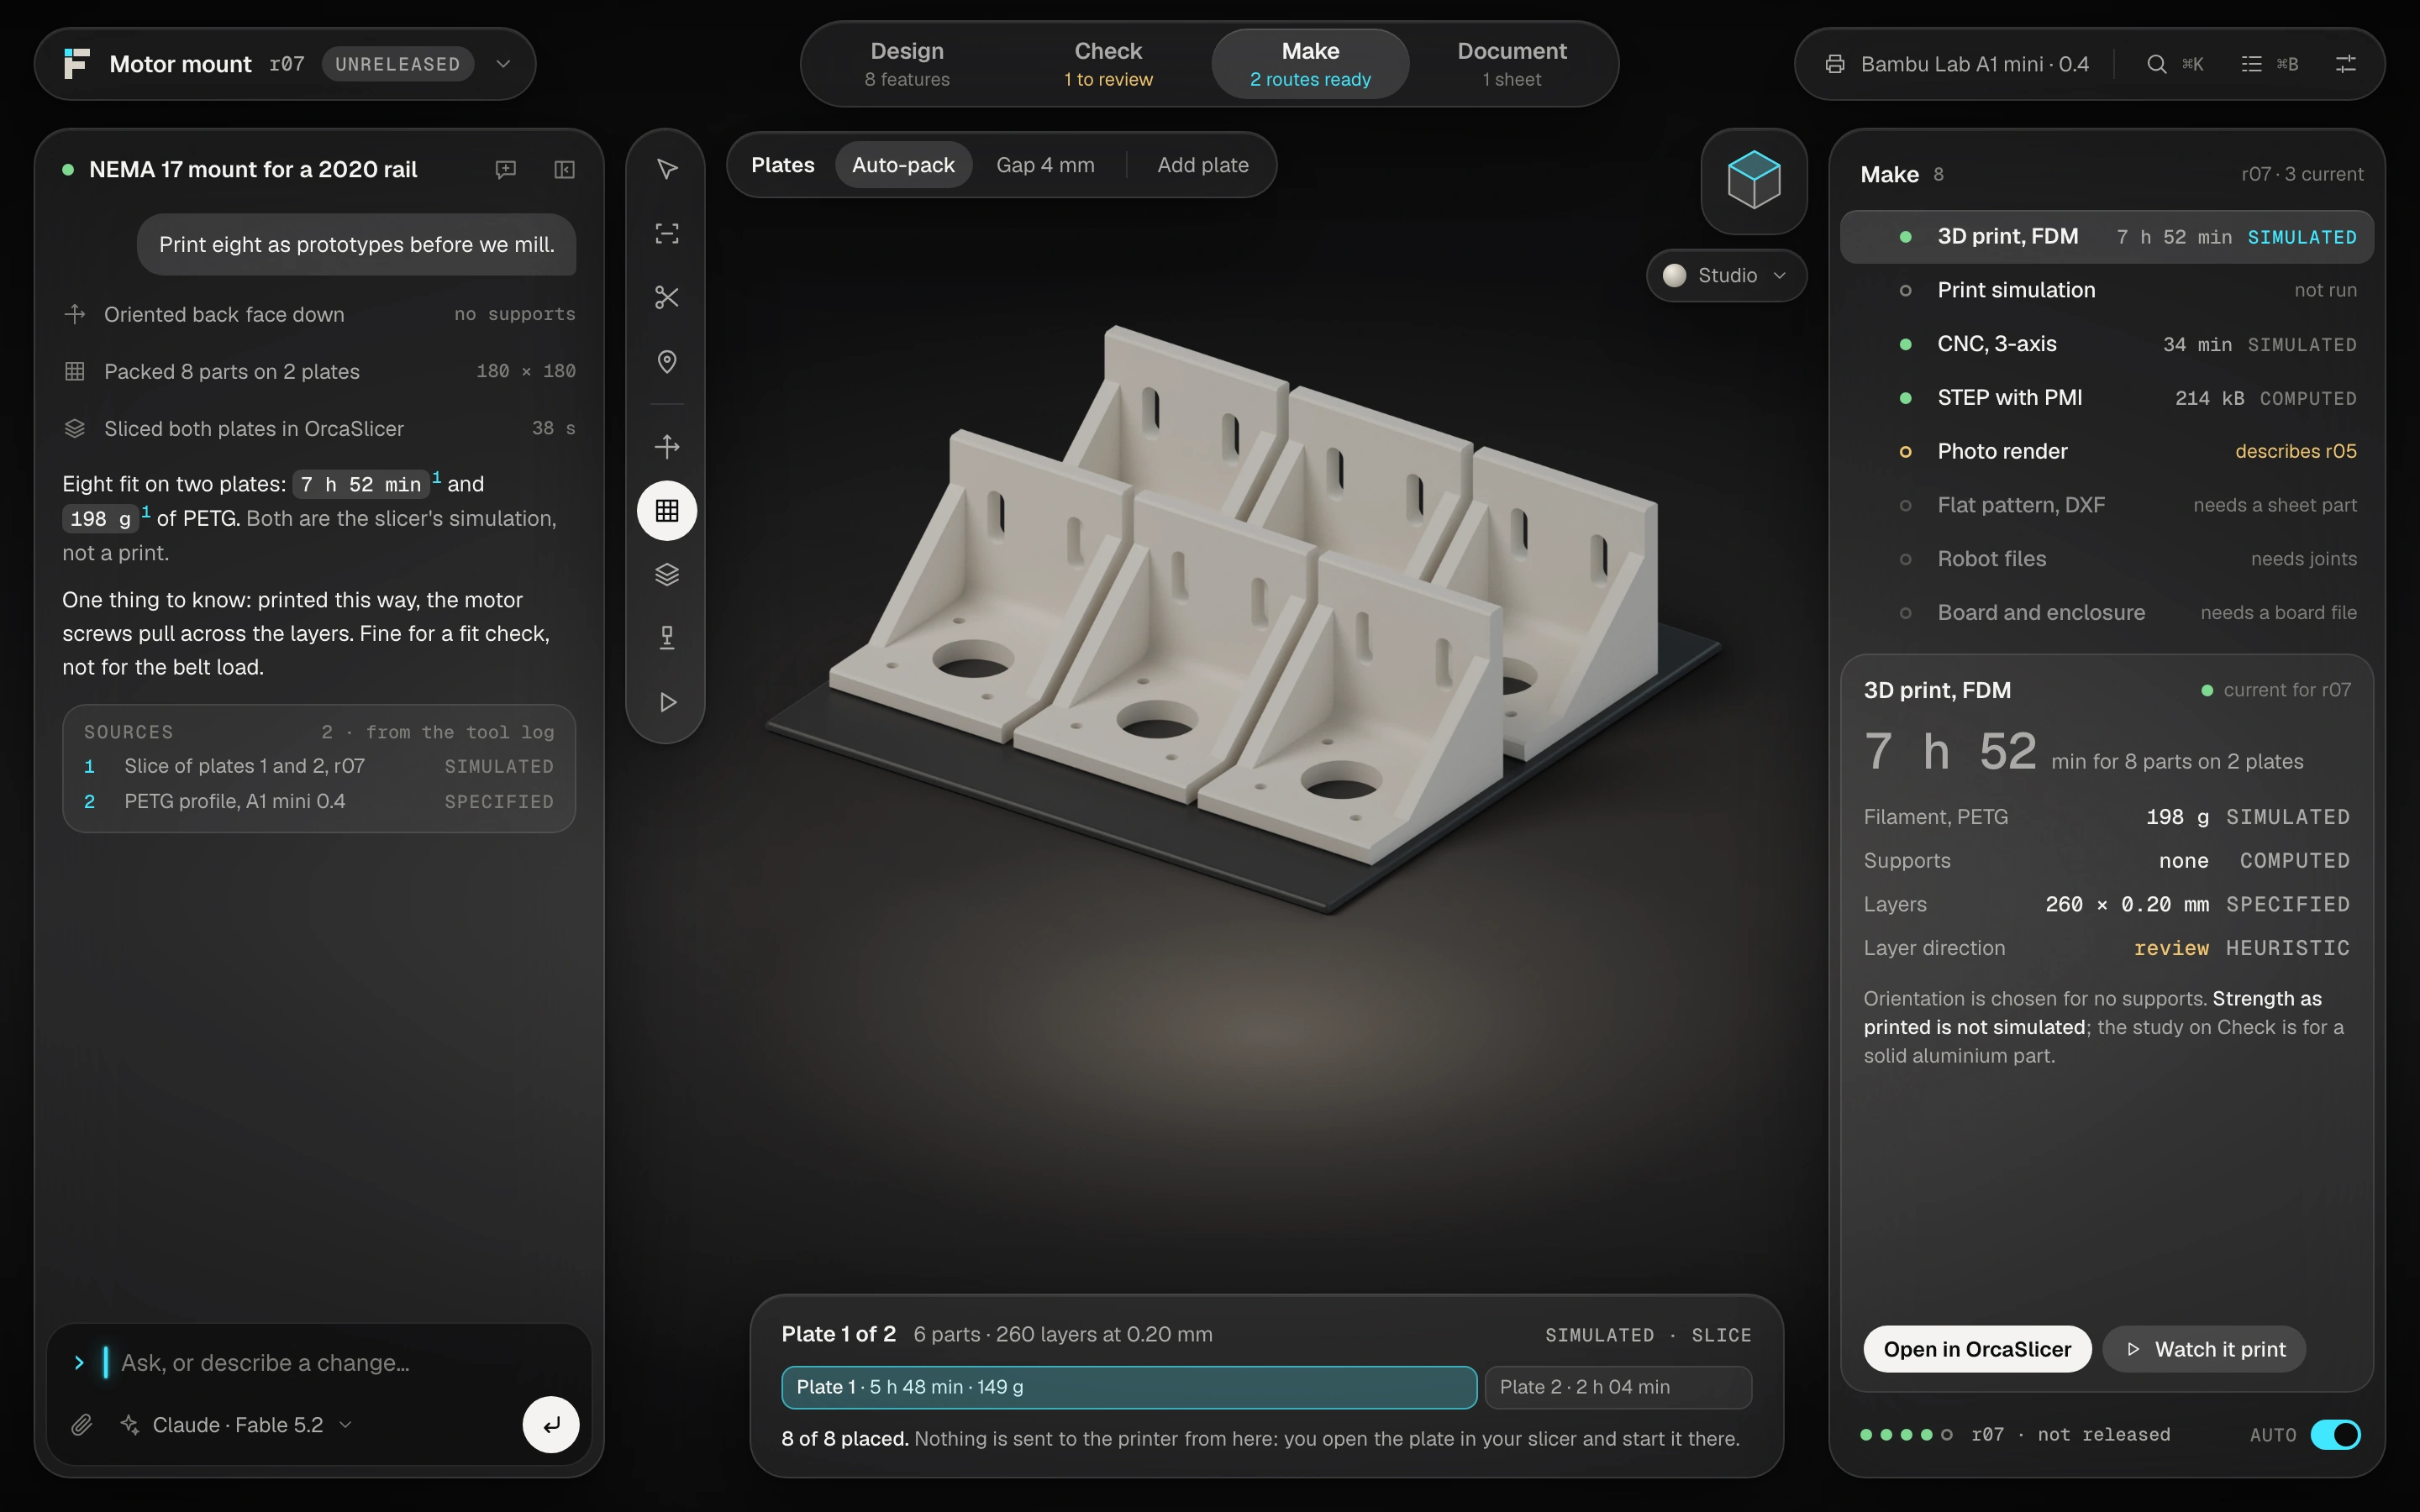 Motor mount r07 UNRELEASED
Design
8 features
Check
1 to review
Make
2 routes ready
Document
1 sheet
Bambu Lab A1 mini · 0.4 ⌘K ⌘B
NEMA 17 mount for a 2020 rail
Print eight as prototypes before we mill.
Oriented back face down no supports
Packed 8 parts on 2 plates 180 × 180
Sliced both plates in OrcaSlicer 38 s
Eight fit on two plates: 7 h 52 min 1 and
198 g 1 of PETG. Both are the slicer's simulation,
not a print.
One thing to know: printed this way, the motor
screws pull across the layers. Fine for a fit check,
not for the belt load.
SOURCES 2 · from the tool log
1 Slice of plates 1 and 2, r07 SIMULATED
2 PETG profile, A1 mini 0.4 SPECIFIED
Ask, or describe a change...
Claude · Fable 5.2
Plates Auto-pack Gap 4 mm Add plate
Studio
Plate 1 of 2 6 parts · 260 layers at 0.20 mm SIMULATED · SLICE
Plate 1 · 5 h 48 min · 149 g Plate 2 · 2 h 04 min
8 of 8 placed. Nothing is sent to the printer from here: you open the plate in your slicer and start it there.
Make 8 r07 · 3 current
3D print, FDM 7 h 52 min SIMULATED
Print simulation not run
CNC, 3-axis 34 min SIMULATED
STEP with PMI 214 kB COMPUTED
Photo render describes r05
Flat pattern, DXF needs a sheet part
Robot files needs joints
Board and enclosure needs a board file
3D print, FDM current for r07
7 h 52 min for 8 parts on 2 plates
Filament, PETG 198 g SIMULATED
Supports none COMPUTED
Layers 260 × 0.20 mm SPECIFIED
Layer direction review HEURISTIC
Orientation is chosen for no supports. Strength as
printed is not simulated; the study on Check is for a
solid aluminium part.
Open in OrcaSlicer Watch it print
r07 · not released AUTO